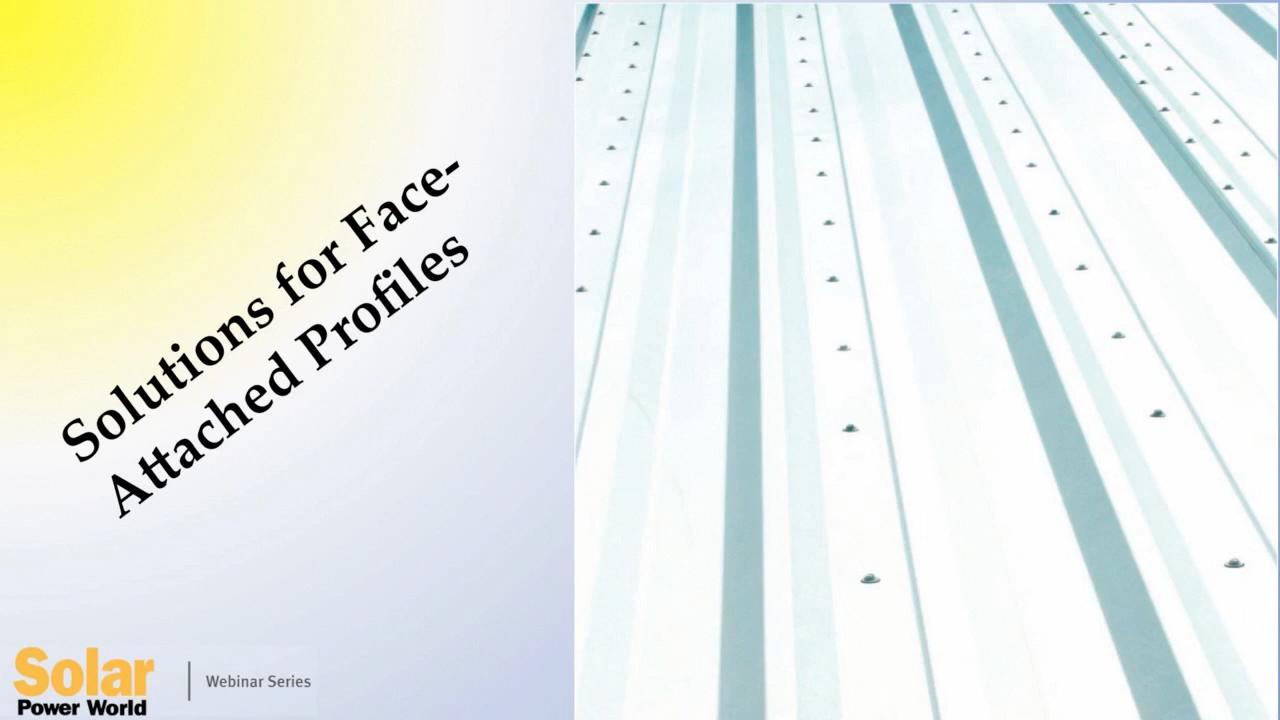 Solutions for Face-
Attached Profiles
Solar
Power World
Webinar Series